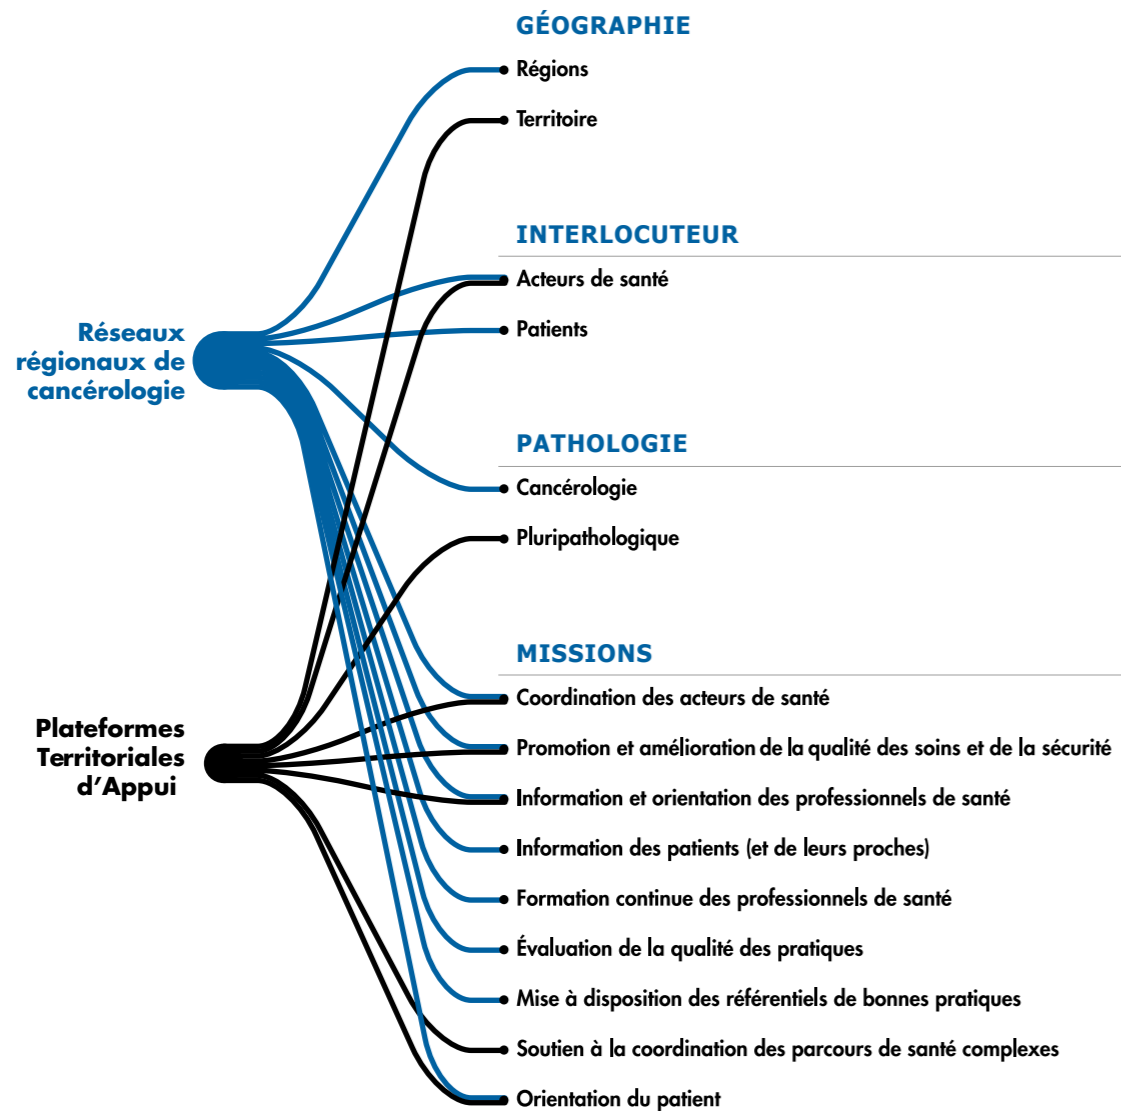 GÉOGRAPHIE
Régions
Territoire
INTERLOCUTEUR
Acteurs de santé
Patients
Réseaux
régionaux de
cancérologie
PATHOLOGIE
Cancérologie
Pluripathologique
MISSIONS
Coordination des acteurs de santé
Plateformes
Territoriales
d'Appui
Promotion et amélioration de la qualité des soins et de la sécurité
Information et orientation des professionnels de santé
Information des patients (et de leurs proches)
Formation continue des professionnels de santé
Évaluation de la qualité des pratiques
Mise à disposition des référentiels de bonnes pratiques
Soutien à la coordination des parcours de santé complexes
Orientation du patient